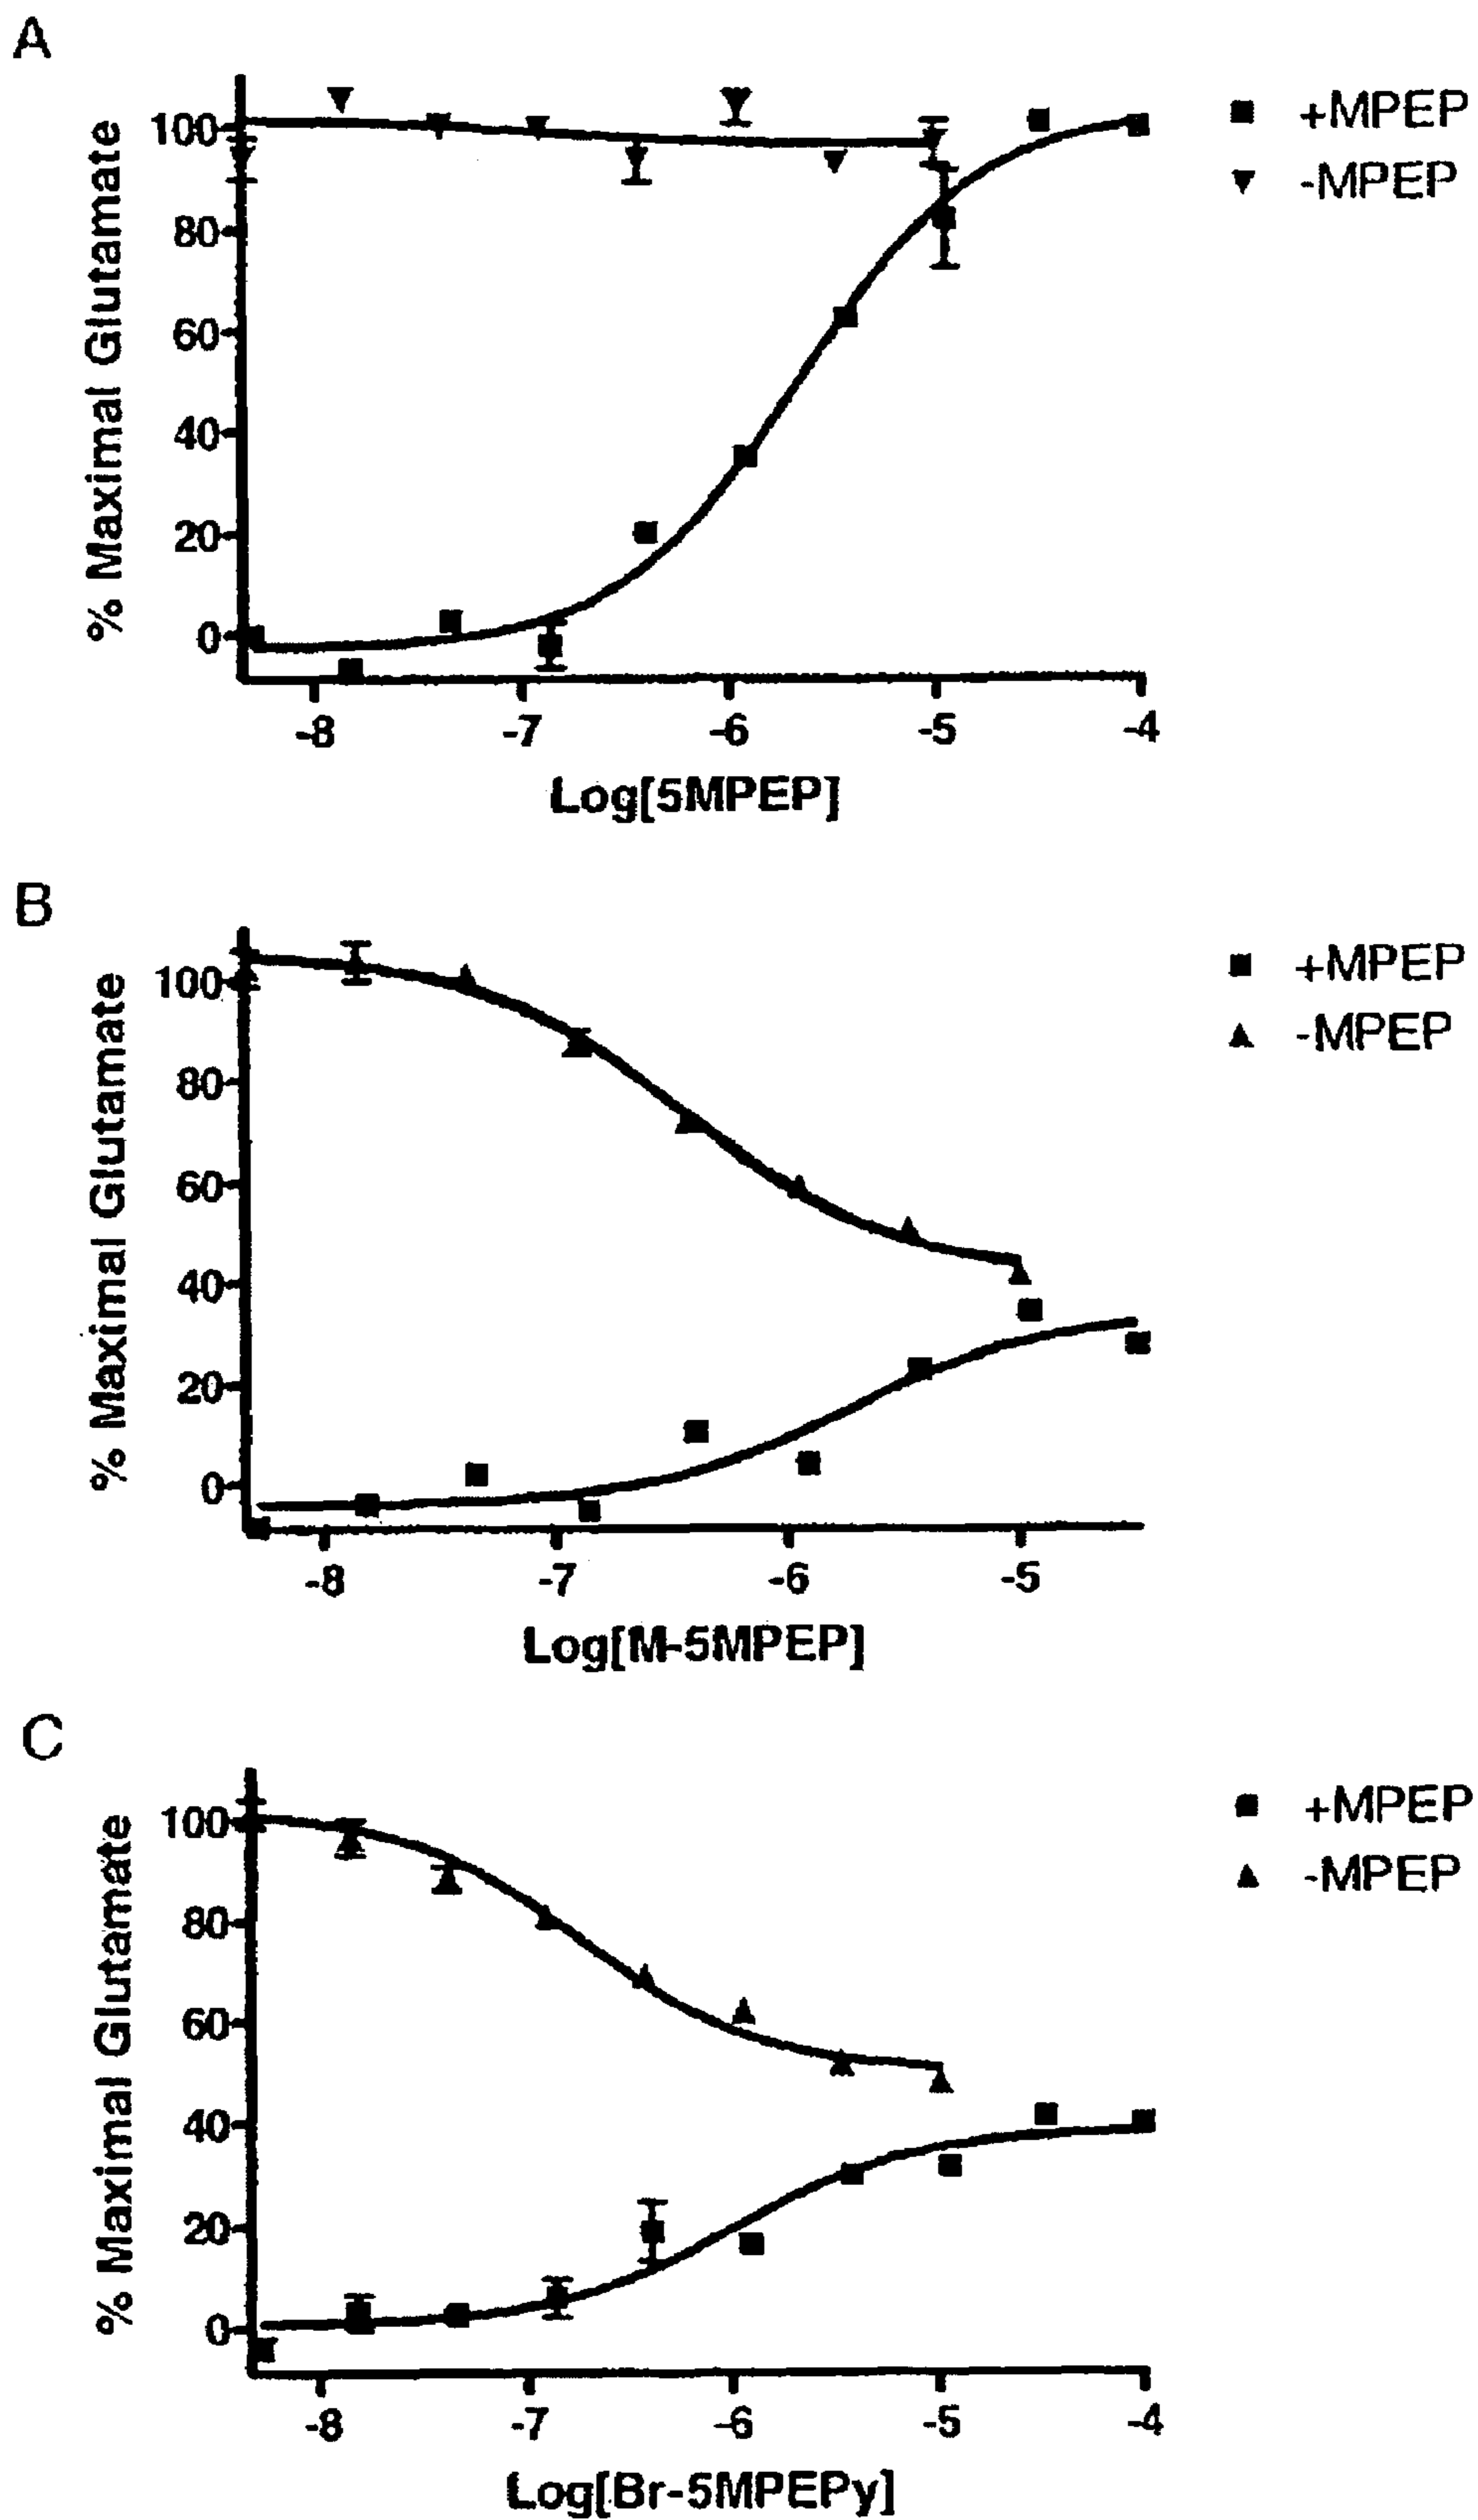 A
+MPEP
-MPEP
% Maximal Glutamate
100
80
60
40
20
0
-8 -7 -6 -5 -4
Log[5MPEP]
B
+MPEP
-MPEP
% Maximal Glutamate
100
80
60
40
20
0
-8 -7 -6 -5
Log[M-5MPEP]
C
+MPEP
-MPEP
% Maximal Glutamate
100
80
60
40
20
0
-8 -7 -6 -5 -4
Log[Br-5MPEPy]